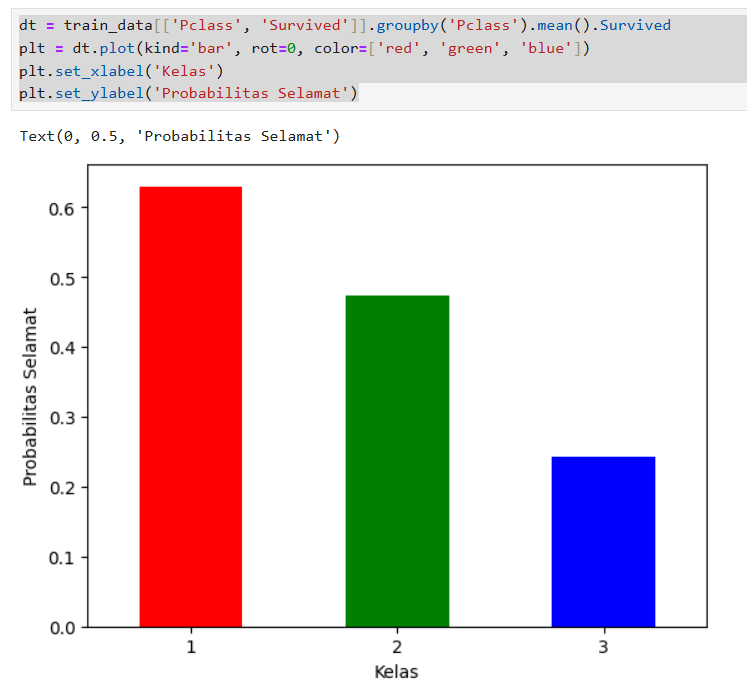 dt = train_data[['Pclass', 'Survived']].groupby('Pclass').mean().Survived
plt = dt.plot(kind='bar', rot=0, color=['red', 'green', 'blue'])
plt.set_xlabel('Kelas')
plt.set_ylabel('Probabilitas Selamat')
Text(0, 0.5, 'Probabilitas Selamat')
Probabilitas Selamat
0.6
0.5
0.4
0.3
0.2
0.1
0.0
1 2 3
Kelas